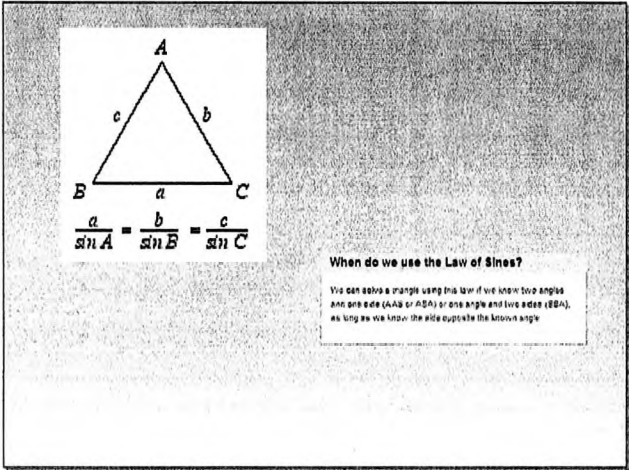 A
c b
B a C
a/sin A = b/sin B = c/sin C
When do we use the Law of Sines?
We can solve a triangle using this law if we know two angles
and one side (AAS or ASA) or one angle and two sides (SSA),
as long as we know the side opposite the known angle